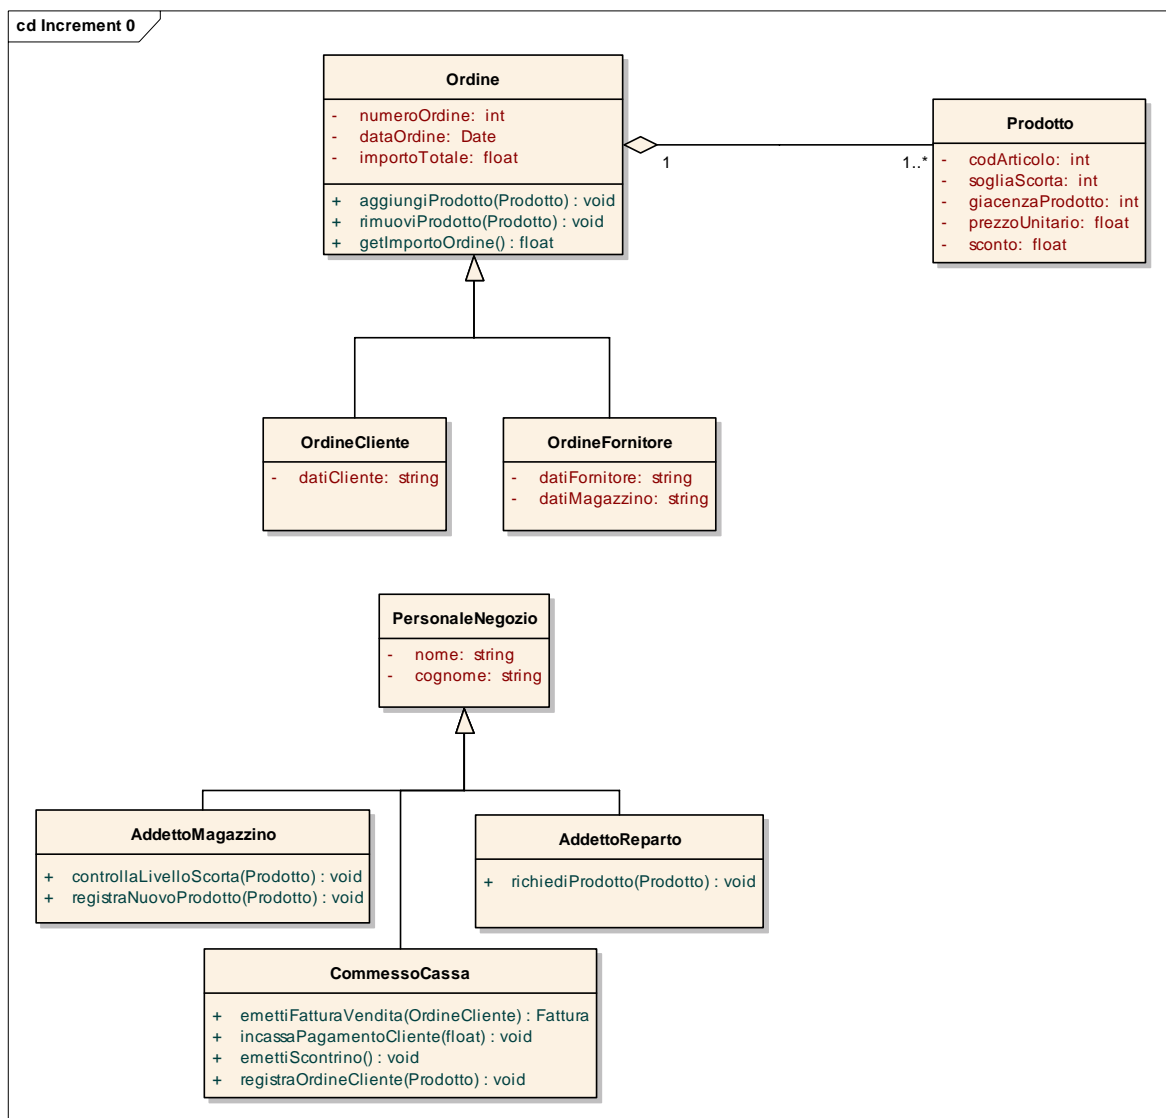 cd Increment 0
Ordine
- numeroOrdine: int
- dataOrdine: Date
- importoTotale: float
+ aggiungiProdotto(Prodotto) : void
+ rimuoviProdotto(Prodotto) : void
+ getImportoOrdine() : float
1
1..*
Prodotto
- codArticolo: int
- sogliaScorta: int
- giacenzaProdotto: int
- prezzoUnitario: float
- sconto: float
OrdineCliente
- datiCliente: string
OrdineFornitore
- datiFornitore: string
- datiMagazzino: string
PersonaleNegozio
- nome: string
- cognome: string
AddettoMagazzino
+ controllaLivelloScorta(Prodotto) : void
+ registraNuovoProdotto(Prodotto) : void
AddettoReparto
+ richiediProdotto(Prodotto) : void
CommessoCassa
+ emettiFatturaVendita(OrdineCliente) : Fattura
+ incassaPagamentoCliente(float) : void
+ emettiScontrino() : void
+ registraOrdineCliente(Prodotto) : void